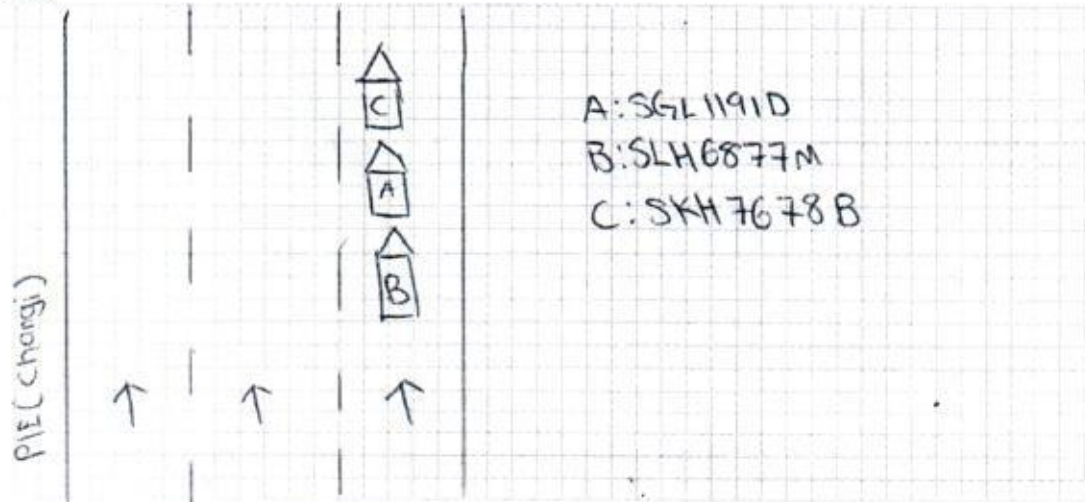 C
A
B
A: SGL1191D
B: SLH6877M
C: SKH7678B
PIE (Changi)